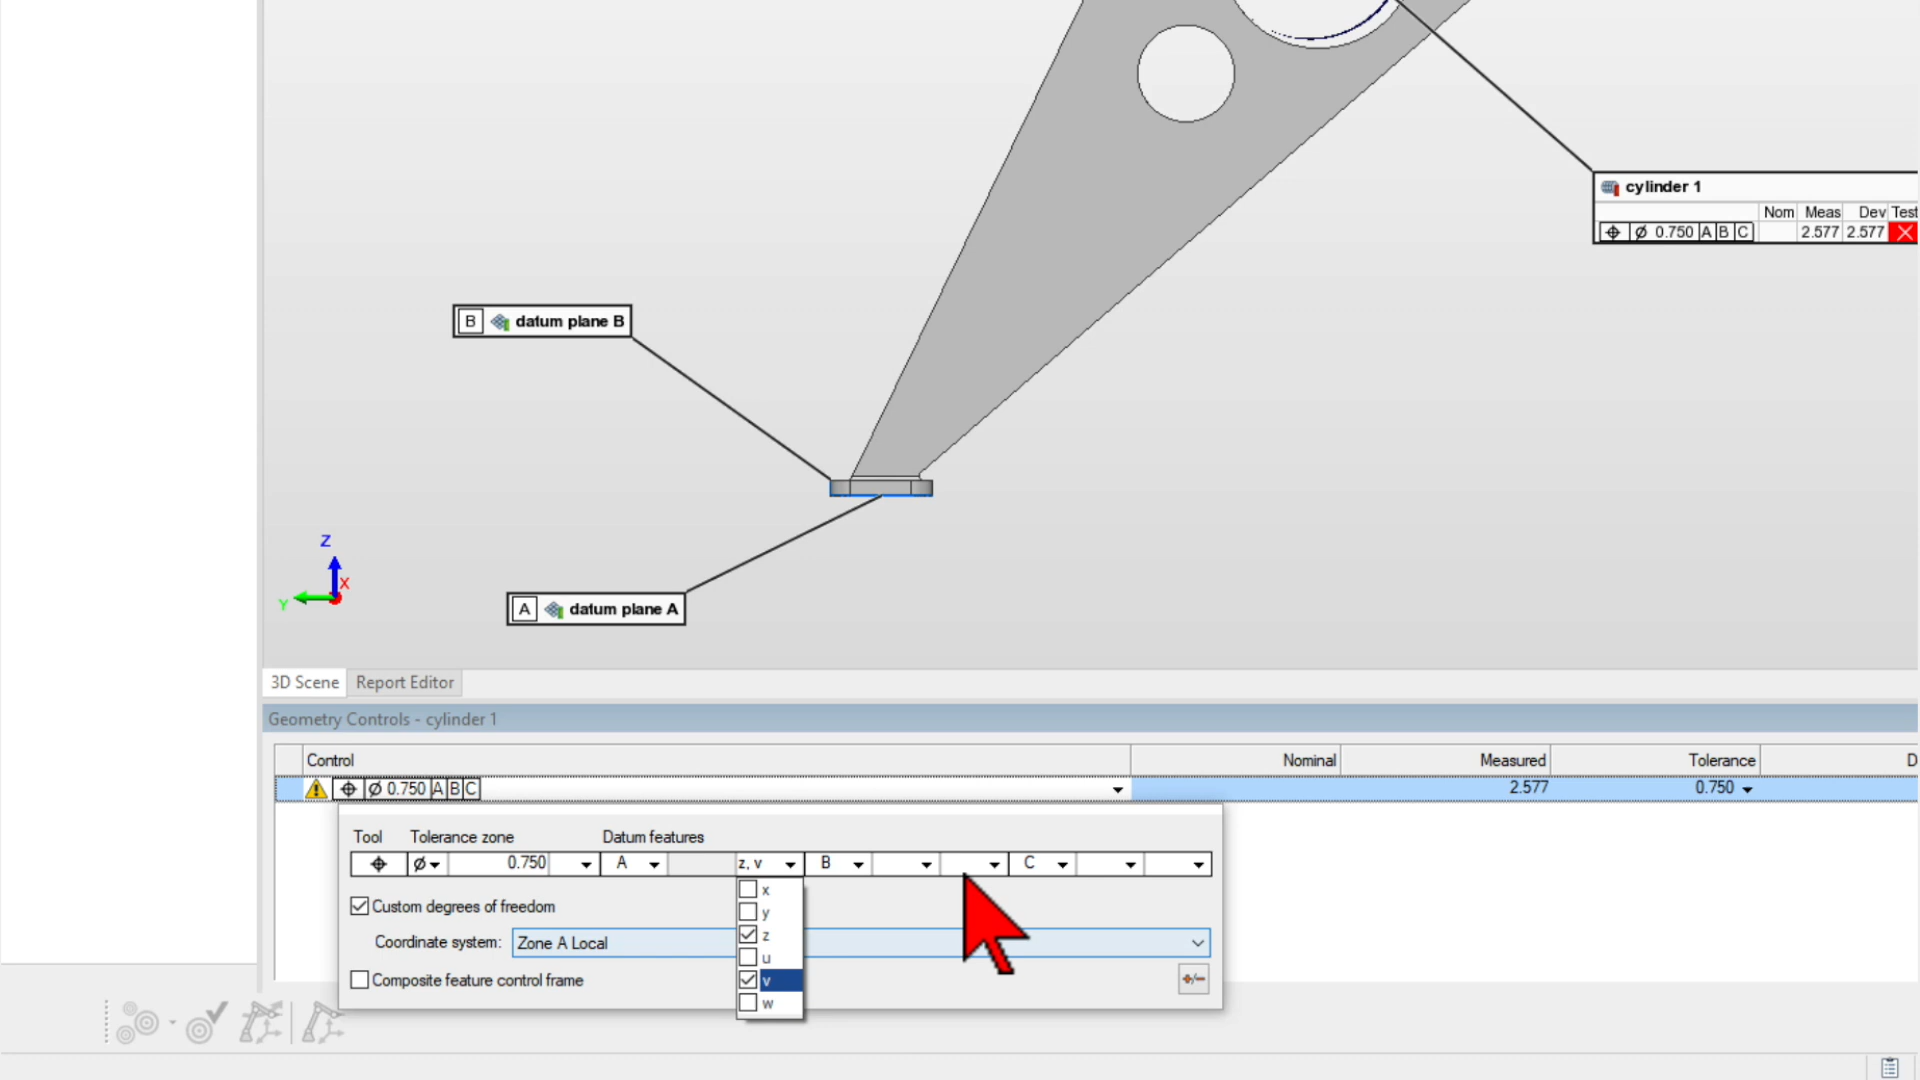 cylinder 1
Nom Meas Dev Test
⌖ Ø 0.750 A B C 2.577 2.577
B datum plane B
Z
X
Y
A datum plane A
3D Scene Report Editor
Geometry Controls - cylinder 1
Control Nominal Measured Tolerance D
⌖ Ø 0.750 A B C 2.577 0.750
Tool Tolerance zone Datum features
⌖ Ø 0.750 A z, v B C
x
Custom degrees of freedom
y
z
Coordinate system: Zone A Local
u
Composite feature control frame
v
w